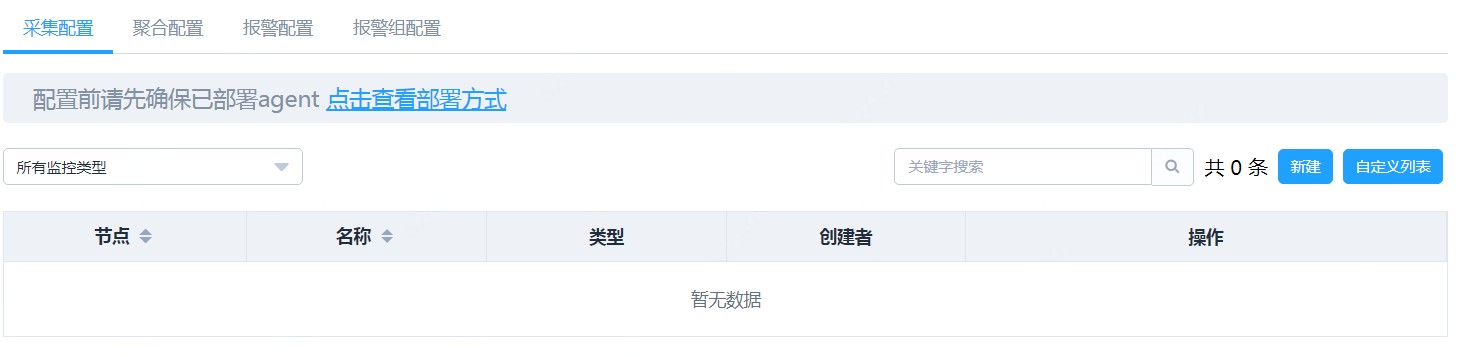 采集配置 聚合配置 报警配置 报警组配置
配置前请先确保已部署agent 点击查看部署方式
所有监控类型 关键字搜索 共 0 条 新建 自定义列表
节点 名称 类型 创建者 操作
暂无数据